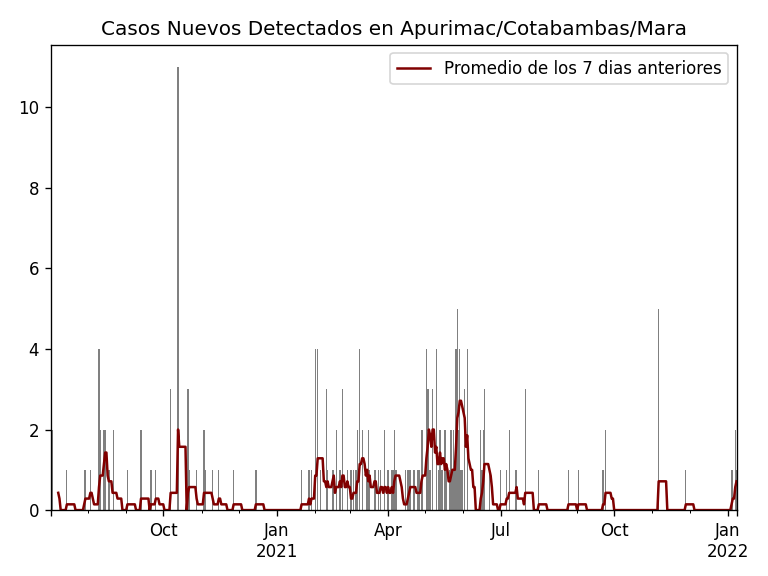 Casos Nuevos Detectados en Apurimac/Cotabambas/Mara
Promedio de los 7 dias anteriores
10
8
6
4
2
0
Oct Jan Apr Jul Oct Jan
2021 2022